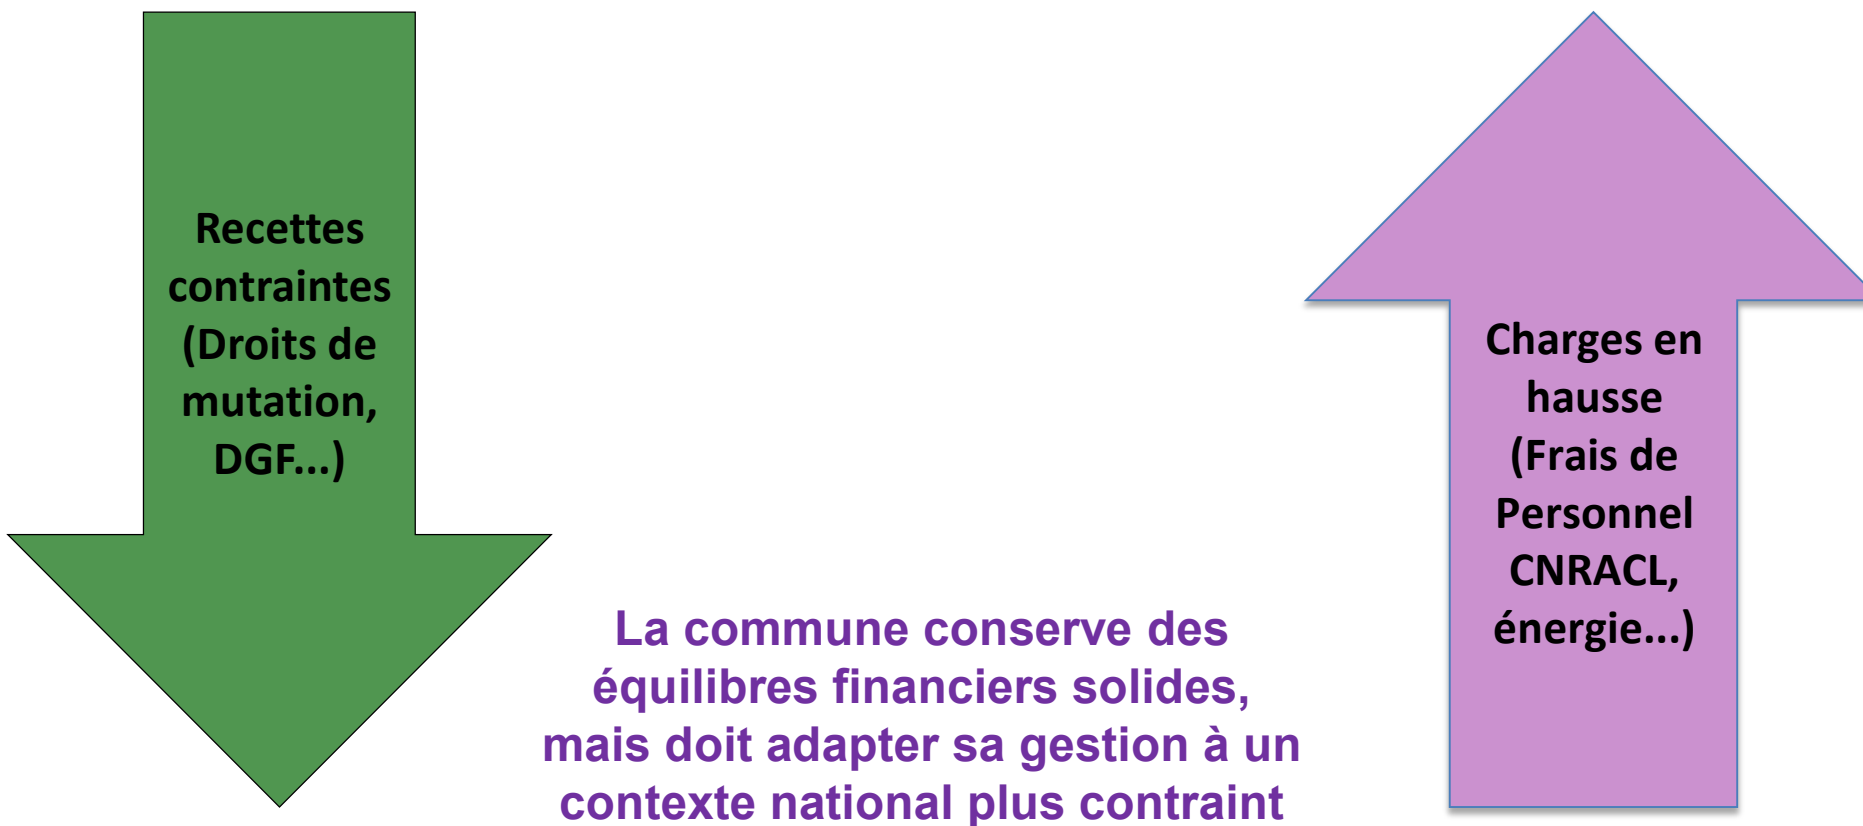 Recettes
contraintes
(Droits de
mutation,
DGF...)
Charges en
hausse
(Frais de
Personnel
CNRACL,
énergie...)
La commune conserve des
équilibres financiers solides,
mais doit adapter sa gestion à un
contexte national plus contraint